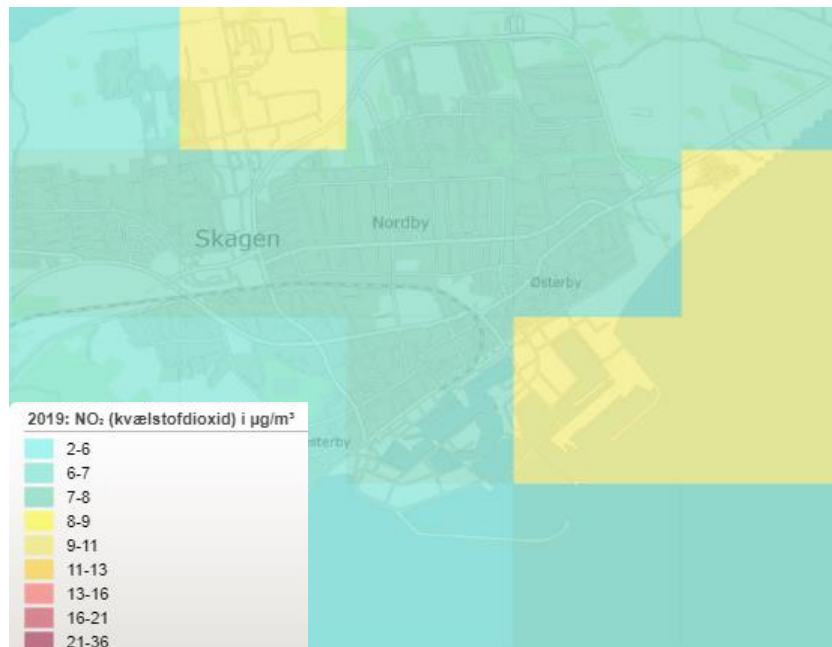 Skagen
Nordby
Østerby
2019: NO₂ (kvælstofdioxid) i µg/m³
esterby
2-6
6-7
7-8
8-9
9-11
11-13
13-16
16-21
21-36